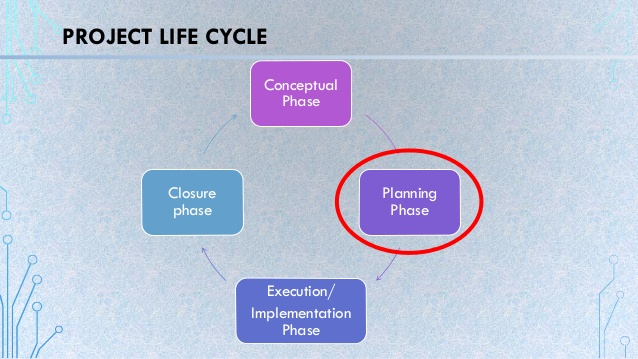 PROJECT LIFE CYCLE
Conceptual
Phase
Planning
Phase
Execution/
Implementation
Phase
Closure
phase